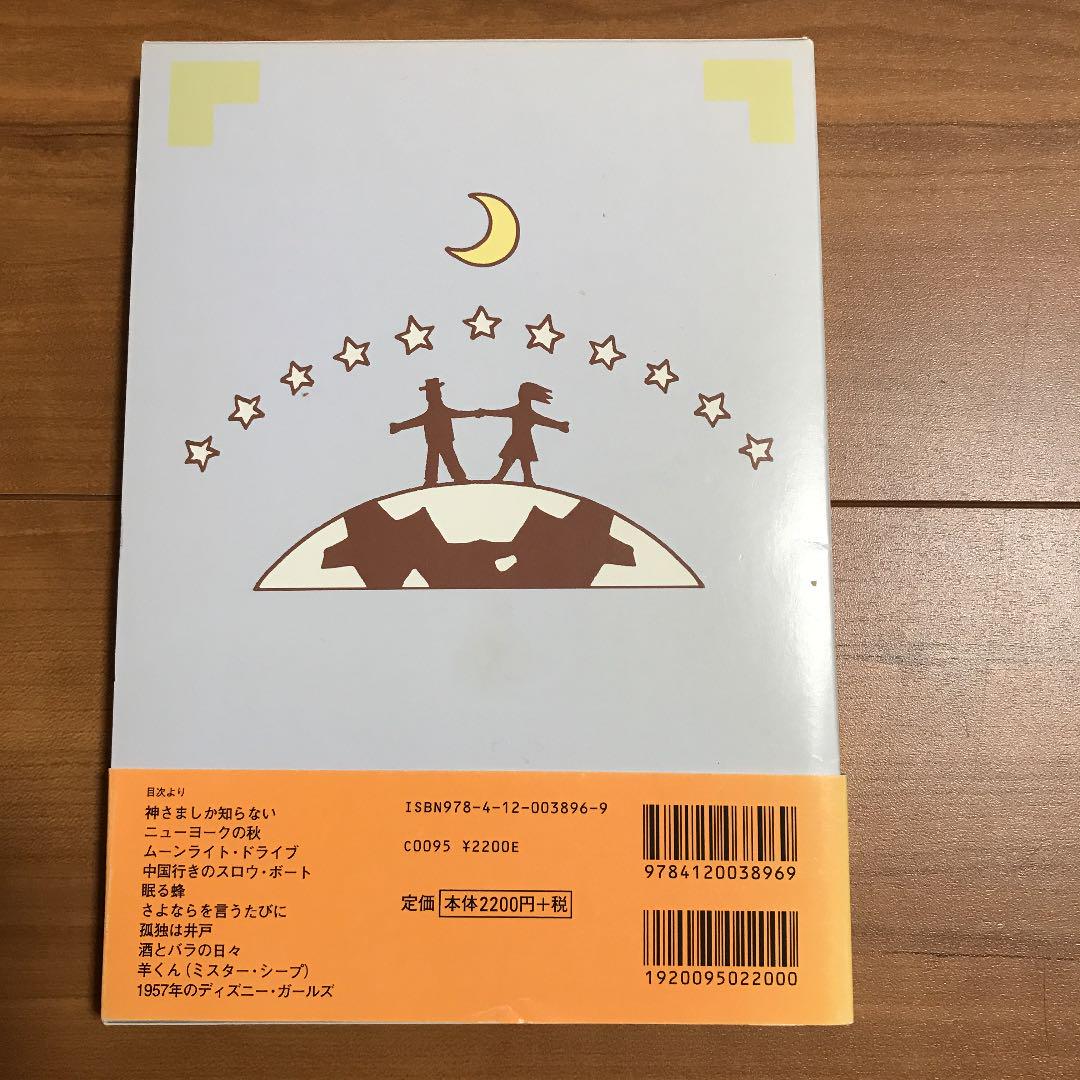 目次より
神さましか知らない
ニューヨークの秋
ムーンライト・ドライブ
中国行きのスロウ・ボート
眠る蜂
さよならを言うたびに
孤独は井戸
酒とバラの日々
羊くん(ミスター・シープ)
1957年のディズニー・ガールズ
ISBN978-4-12-003896-9
C0095 ¥2200E
定価 本体2200円+税
9784120038969
1920095022000